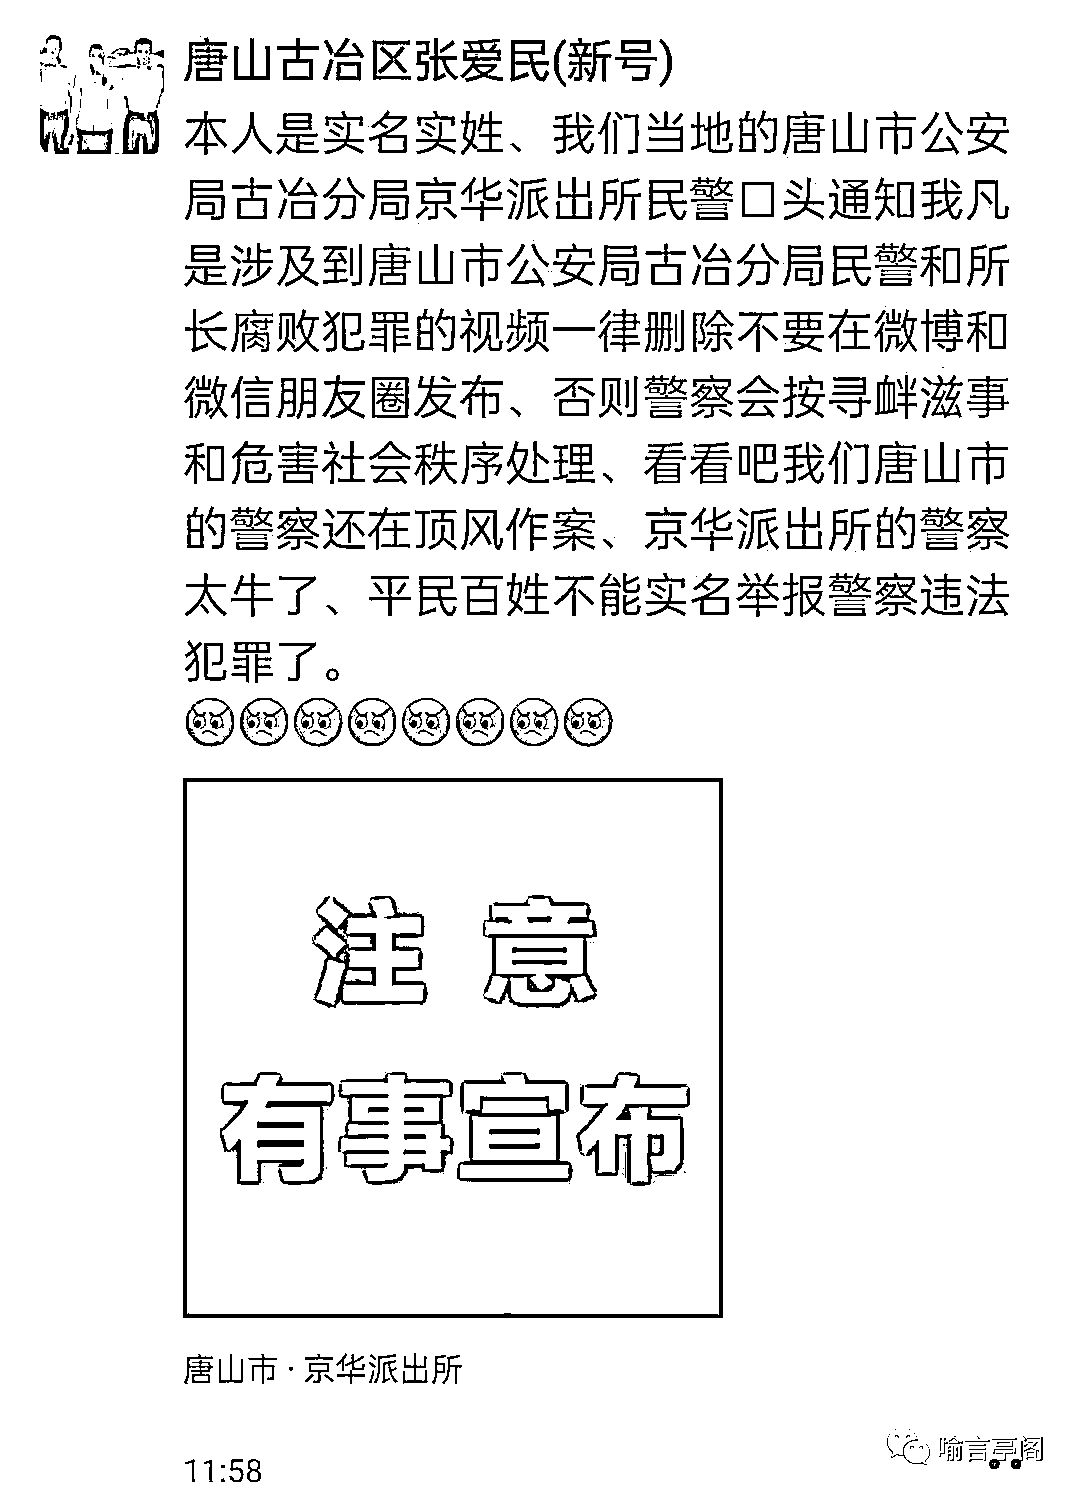 唐山古冶区张爱民(新号)
本人是实名实姓、我们当地的唐山市公安
局古冶分局京华派出所民警口头通知我凡
是涉及到唐山市公安局古冶分局民警和所
长腐败犯罪的视频一律删除不要在微博和
微信朋友圈发布、否则警察会按寻衅滋事
和危害社会秩序处理、看看吧我们唐山市
的警察还在顶风作案、京华派出所的警察
太牛了、平民百姓不能实名举报警察违法
犯罪了。
注 意
有事宣布
唐山市·京华派出所
11:58
喻言亭阁